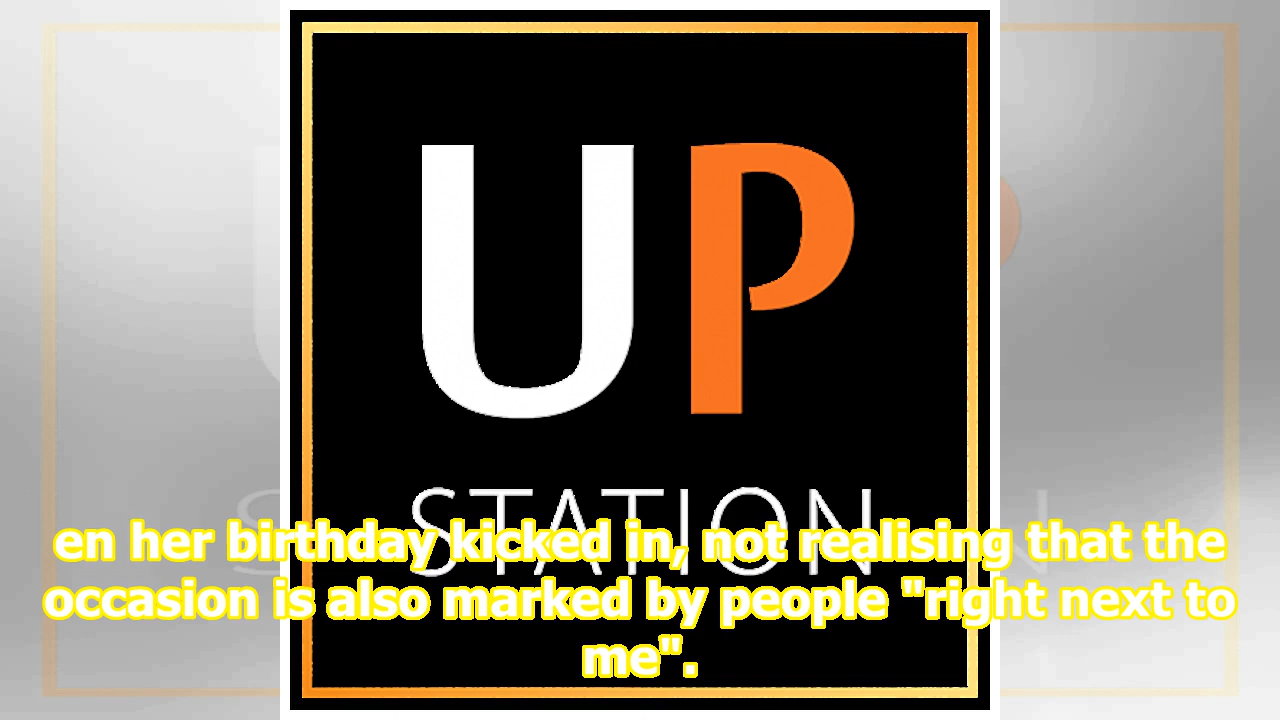 UP
STATION
en her birthday kicked in, not realising that the
occasion is also marked by people "right next to
me".